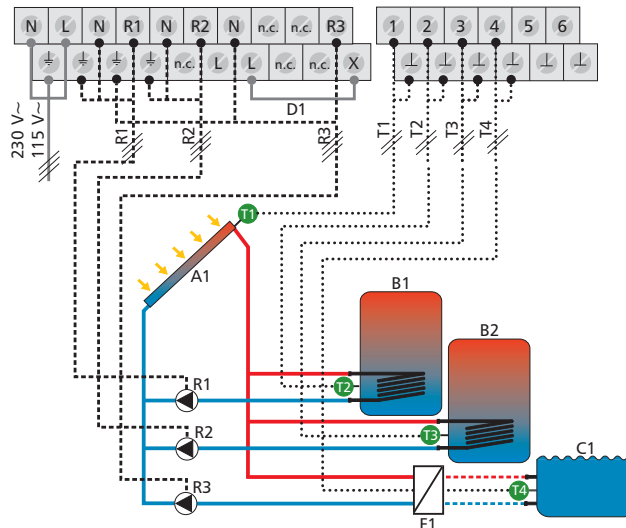 N L N R1 N R2 N n.c. n.c. R3
n.c. L L n.c. n.c. X
1 2 3 4 5 6
D1
230 V~
115 V~
R1
R2
R3
T1
T2
T3
T4
T1
A1
B1
B2
R1
T2
R2
T3
C1
R3
T4
F1